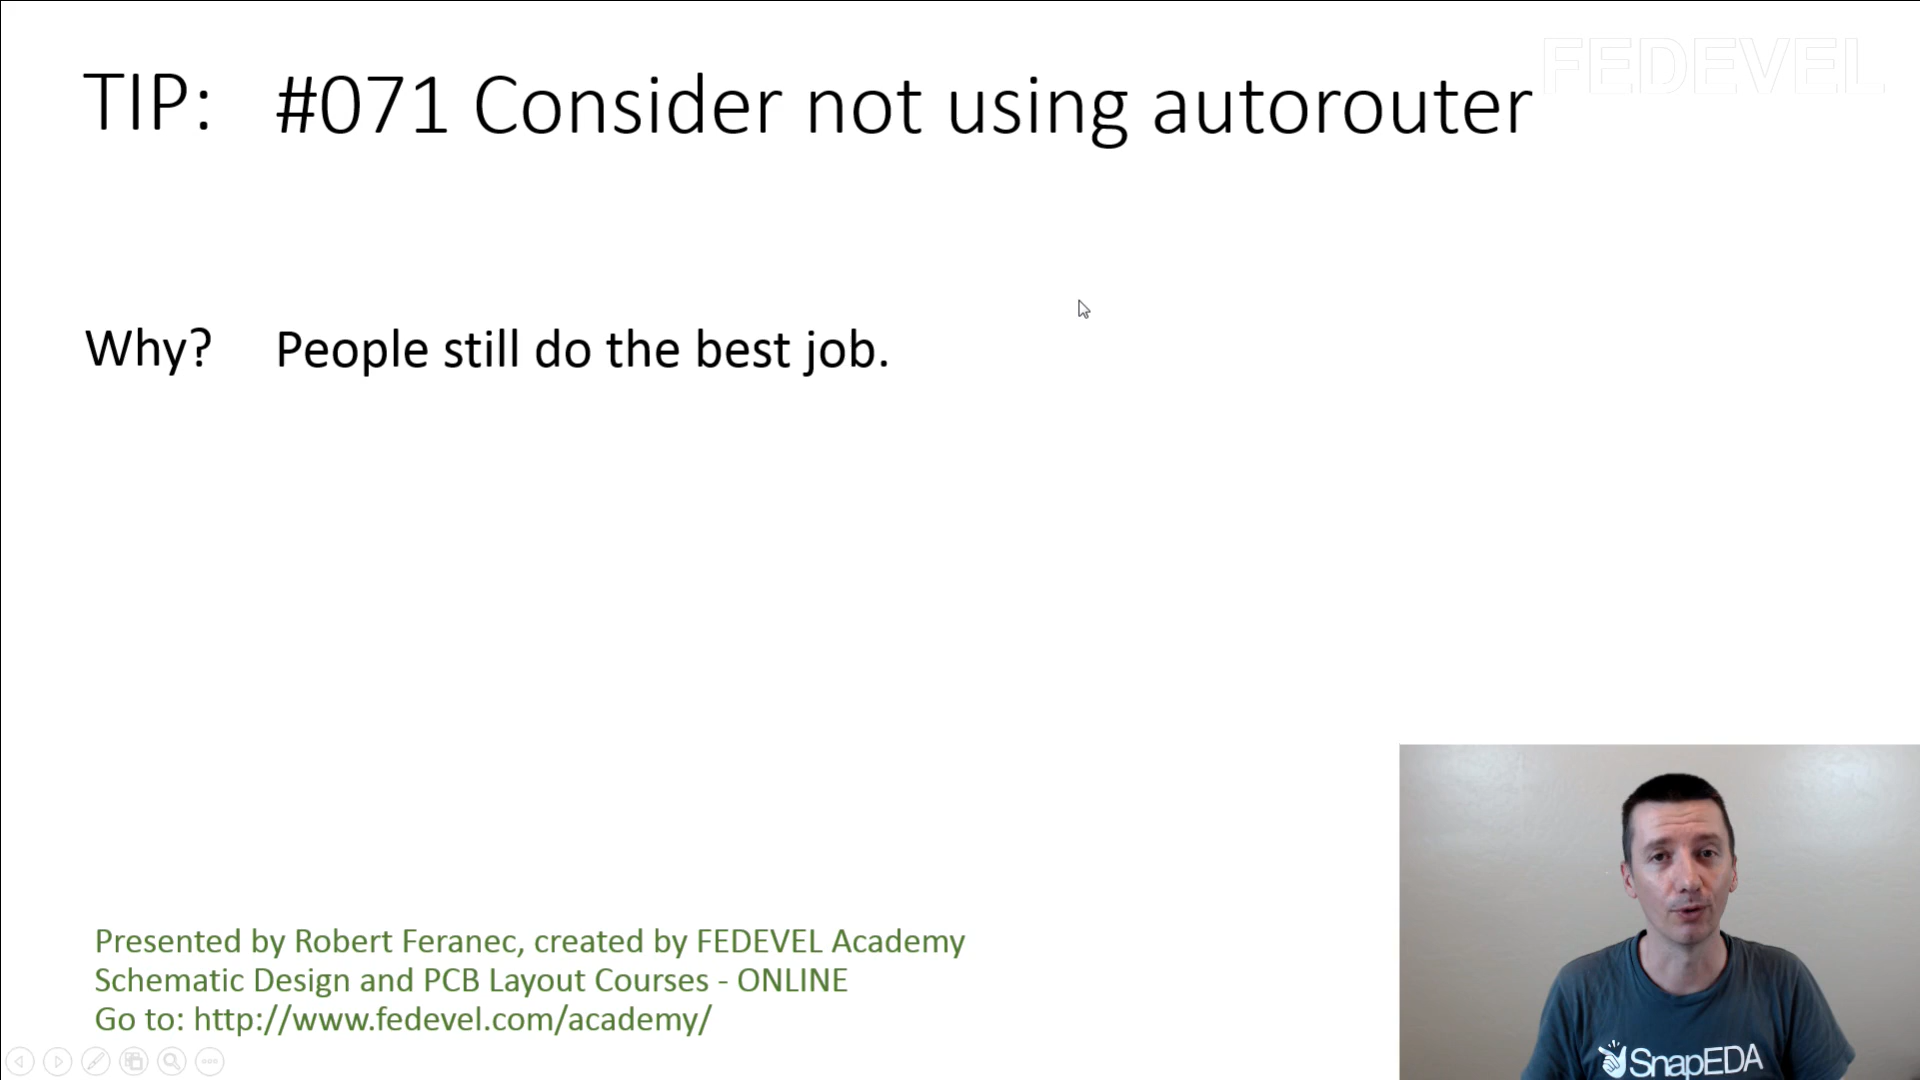 FEDEVEL
TIP: #071 Consider not using autorouter
Why? People still do the best job.
Presented by Robert Feranec, created by FEDEVEL Academy
Schematic Design and PCB Layout Courses - ONLINE
Go to: http://www.fedevel.com/academy/
SnapEDA